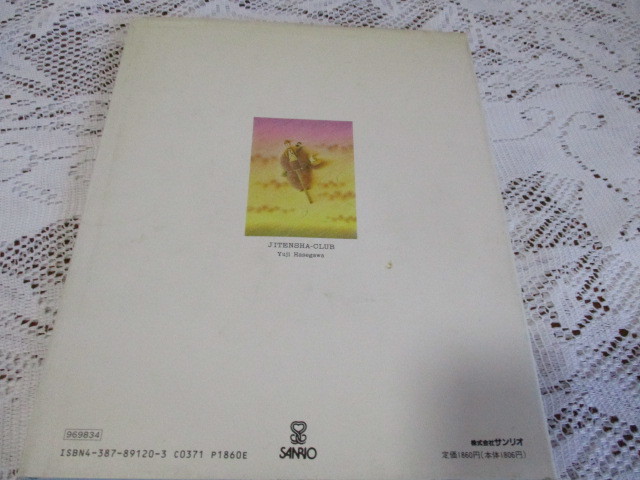 JITENSHA-CLUB
Yuji Hasegawa
969834
ISBN4-387-89120-3 C0371 P1860E
SANRIO
株式会社サンリオ
定価1860円(本体1806円)